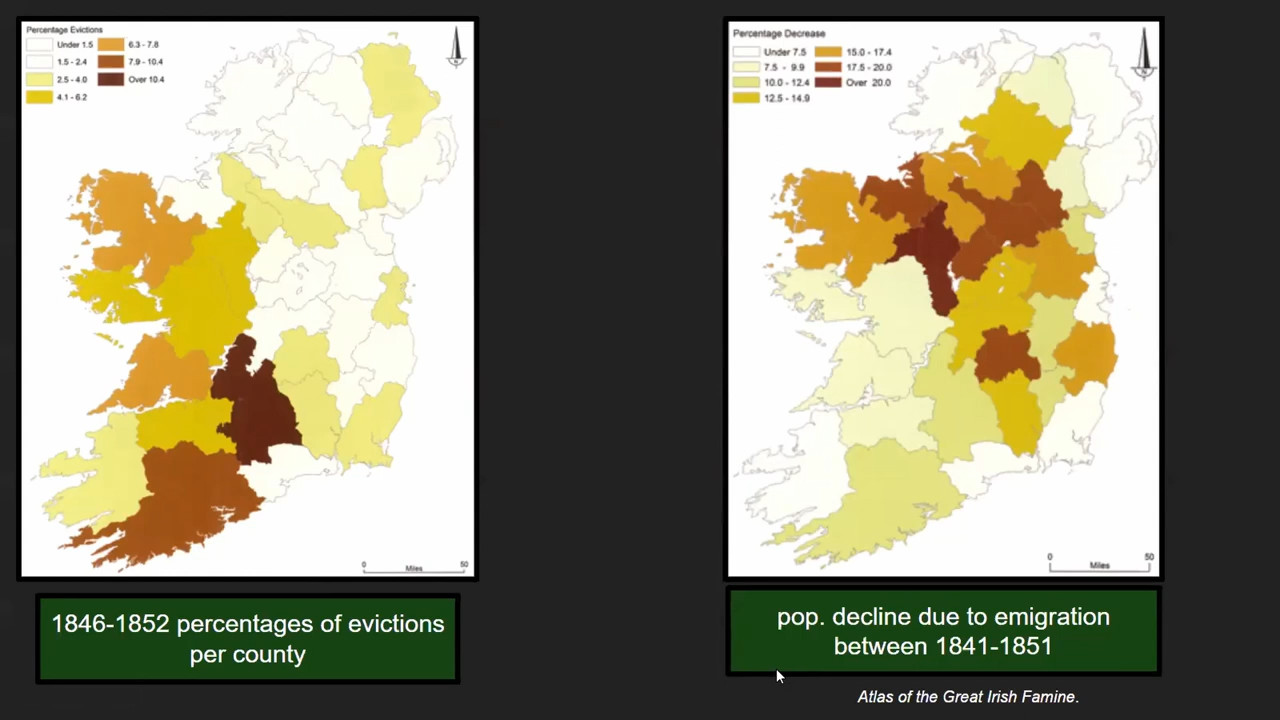 Percentage Evictions
Under 1.5
6.3 - 7.8
1.5 - 2.4
7.9 - 10.4
2.5 - 4.0
Over 10.4
4.1 - 6.2
N
0
50
Miles
1846-1852 percentages of evictions
per county
Percentage Decrease
Under 7.5
15.0 - 17.4
7.5 - 9.9
17.5 - 20.0
10.0 - 12.4
Over 20.0
12.5 - 14.9
N
0
50
Miles
pop. decline due to emigration
between 1841-1851
Atlas of the Great Irish Famine.